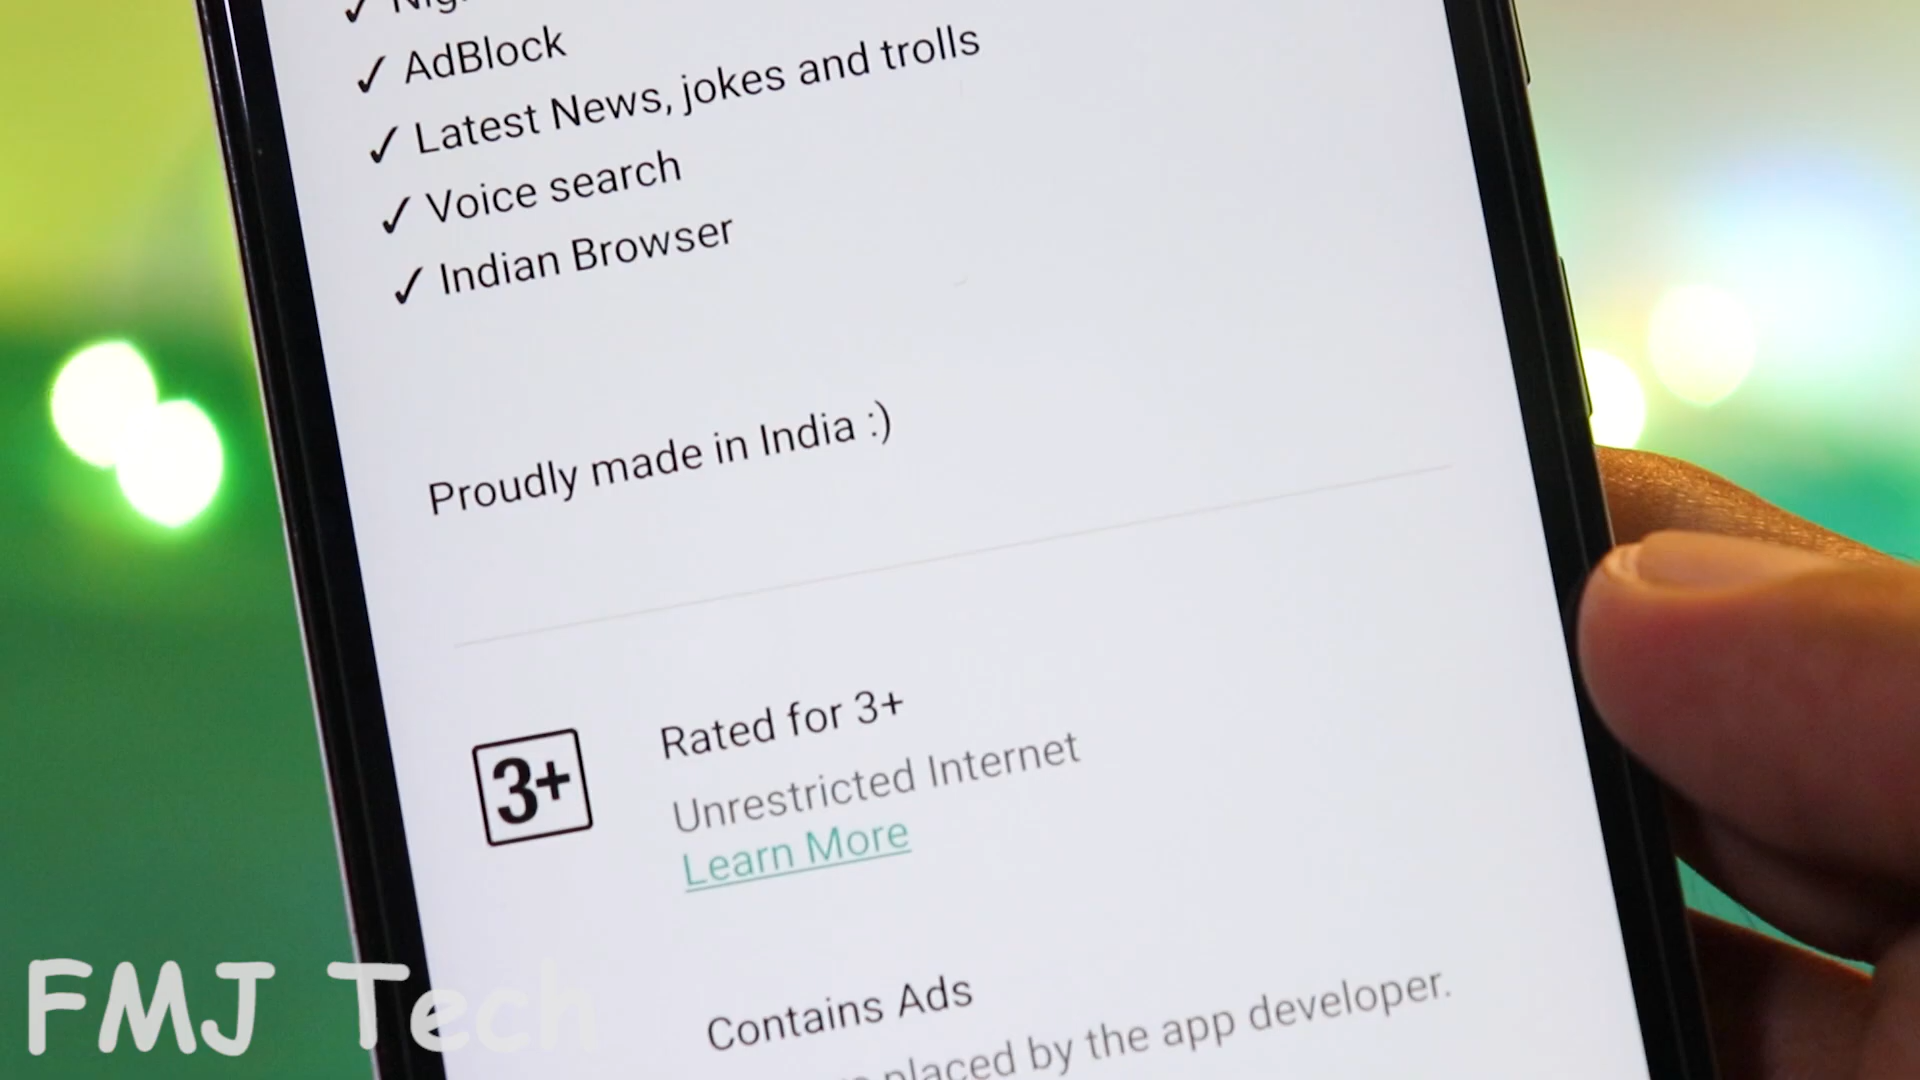 ✓ AdBlock
✓ Latest News, jokes and trolls
✓ Voice search
✓ Indian Browser
Proudly made in India :)
3+
Rated for 3+
Unrestricted Internet
Learn More
Contains Ads
placed by the app developer.
FMJ Tech